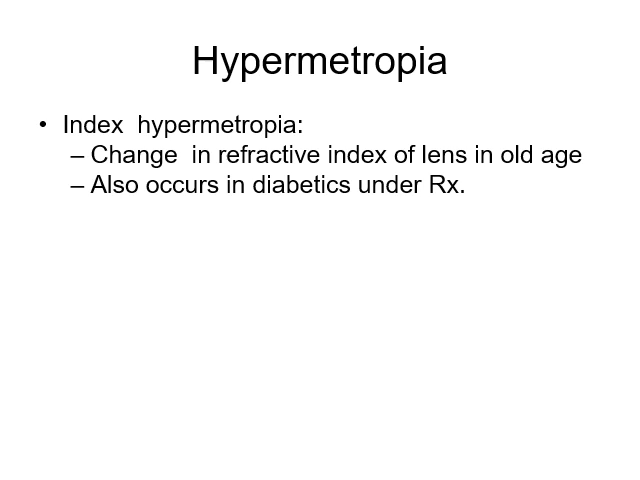 Hypermetropia
• Index  hypermetropia:
– Change  in refractive index of lens in old age
– Also occurs in diabetics under Rx.